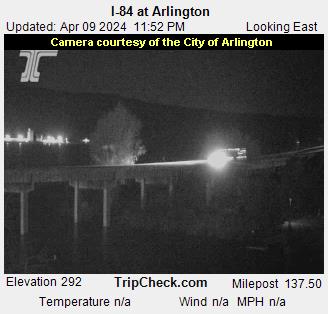 I-84 at Arlington
Updated: Apr 09 2024 11:52 PM Looking East
Camera courtesy of the City of Arlington
Elevation 292 TripCheck.com Milepost 137.50
Temperature n/a Wind n/a MPH n/a